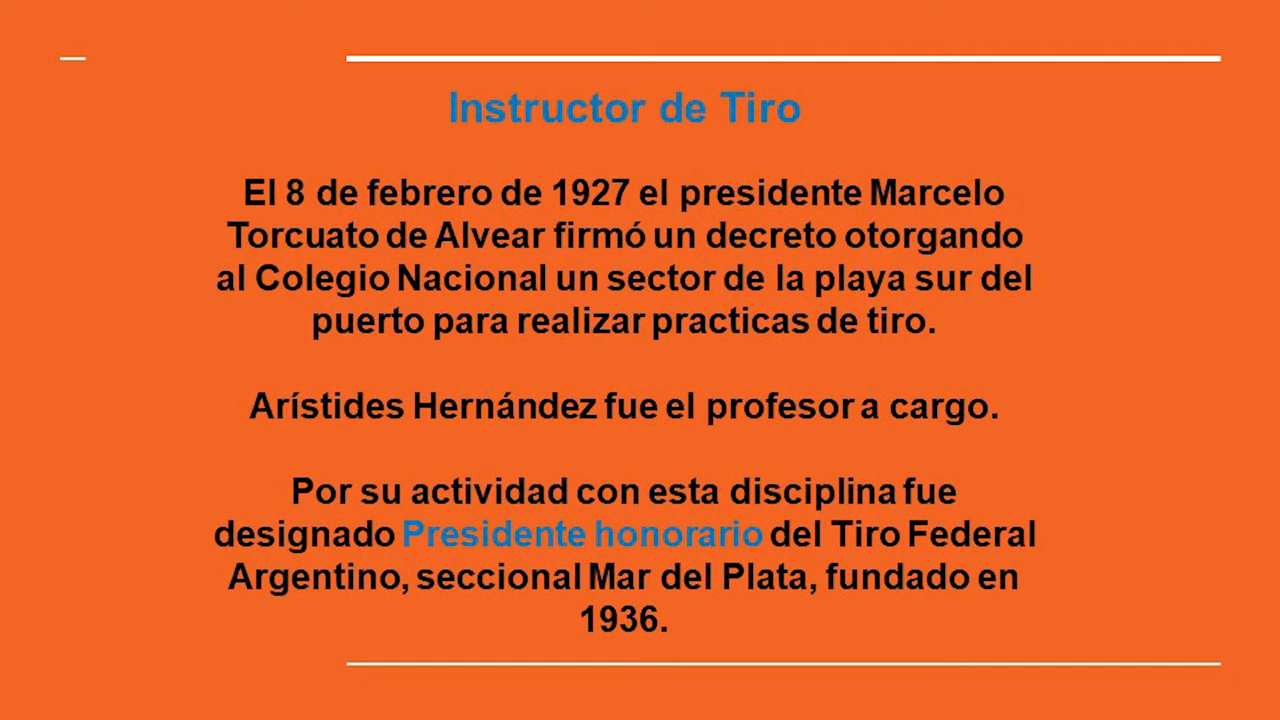 Instructor de Tiro
El 8 de febrero de 1927 el presidente Marcelo
Torcuato de Alvear firmó un decreto otorgando
al Colegio Nacional un sector de la playa sur del
puerto para realizar practicas de tiro.
Arístides Hernández fue el profesor a cargo.
Por su actividad con esta disciplina fue
designado Presidente honorario del Tiro Federal
Argentino, seccional Mar del Plata, fundado en
1936.